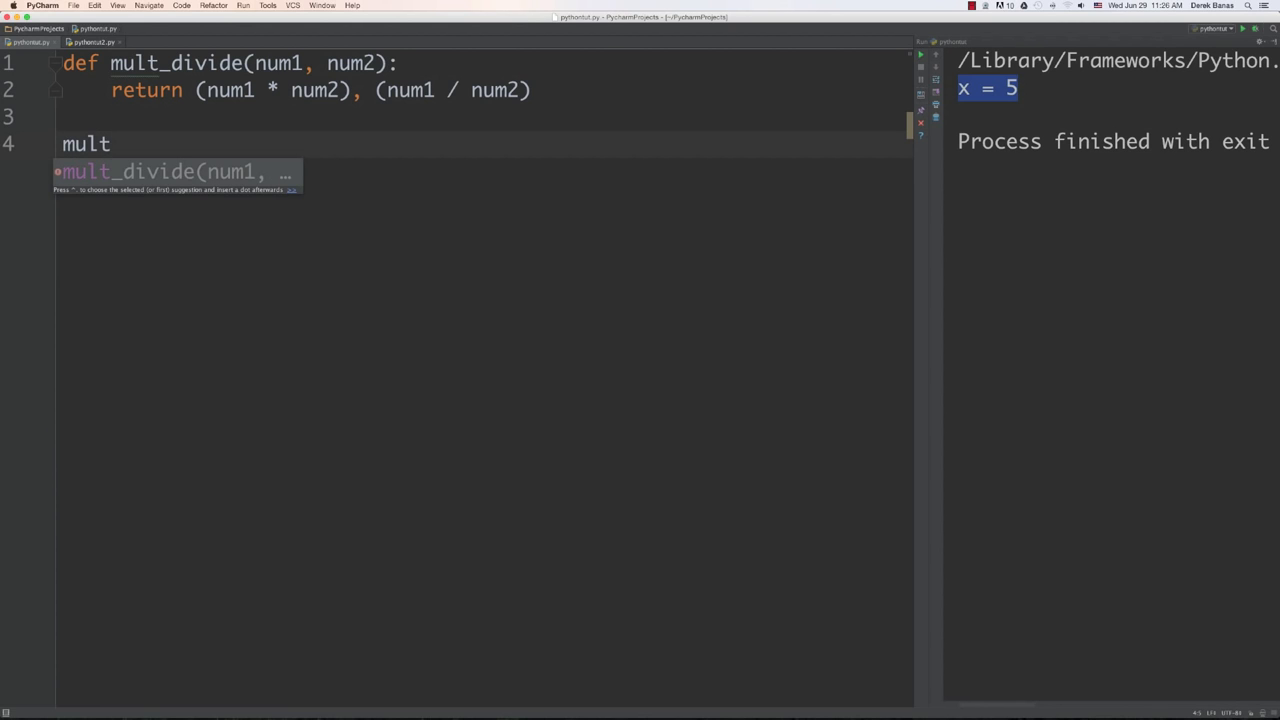 PyCharm File Edit View Navigate Code Refactor Run Tools VCS Window Help 10 Wed Jun 29 11:26 AM Derek Banas
pythontut.py - PycharmProjects - [~/PycharmProjects]
PycharmProjects pythontut.py pythontut
pythontut.py pythontut2.py Run pythontut
1 def mult_divide(num1, num2):
2 return (num1 * num2), (num1 / num2)
3
4 mult
mult_divide(num1, …
Press ^. to choose the selected (or first) suggestion and insert a dot afterwards >>
/Library/Frameworks/Python.
x = 5
Process finished with exit
?
4:5 LF‡ UTF-8‡